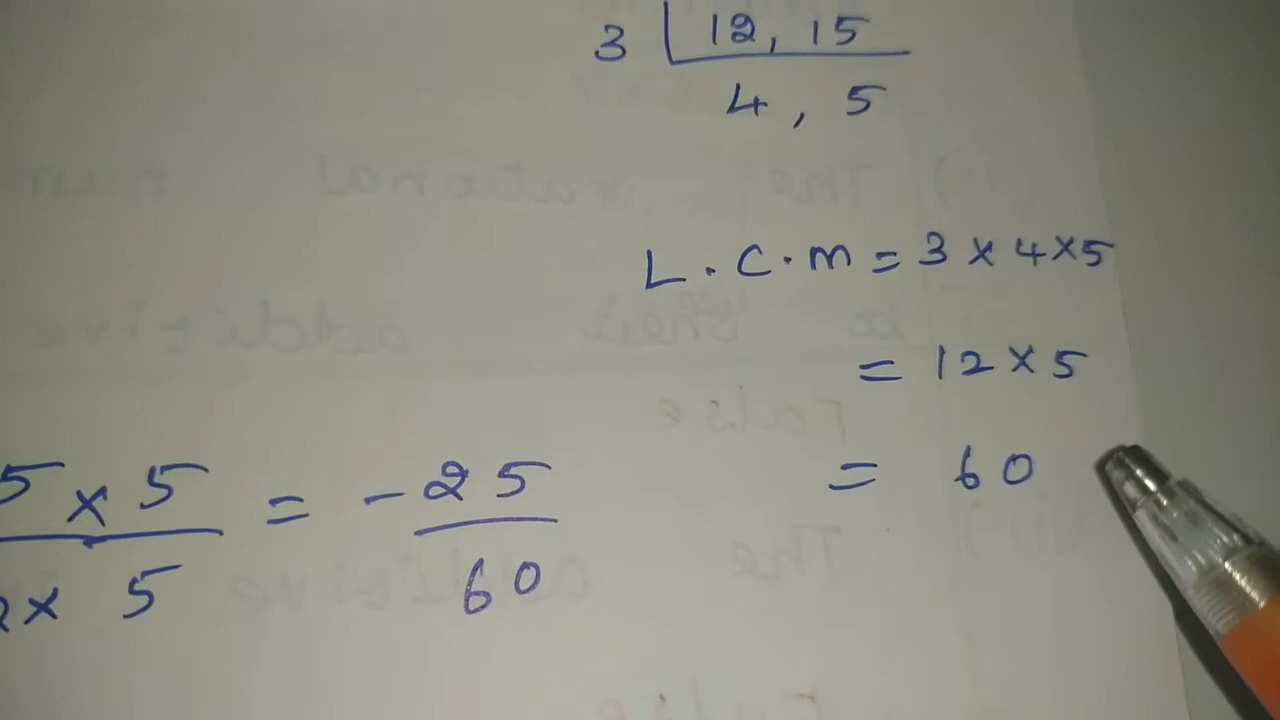 3 | 12, 15
4, 5
L.C.M = 3 × 4 × 5
= 12 × 5
= 60
5 × 5 = -25
× 5 60